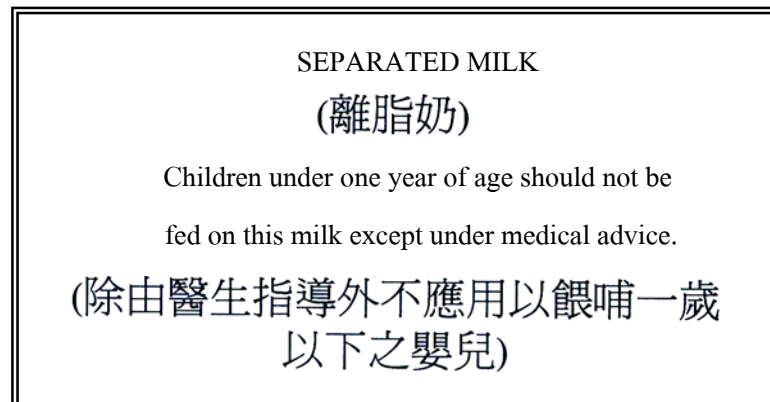 SEPARATED MILK
(離脂奶)
Children under one year of age should not be
fed on this milk except under medical advice.
(除由醫生指導外不應用以餵哺一歲
以下之嬰兒)